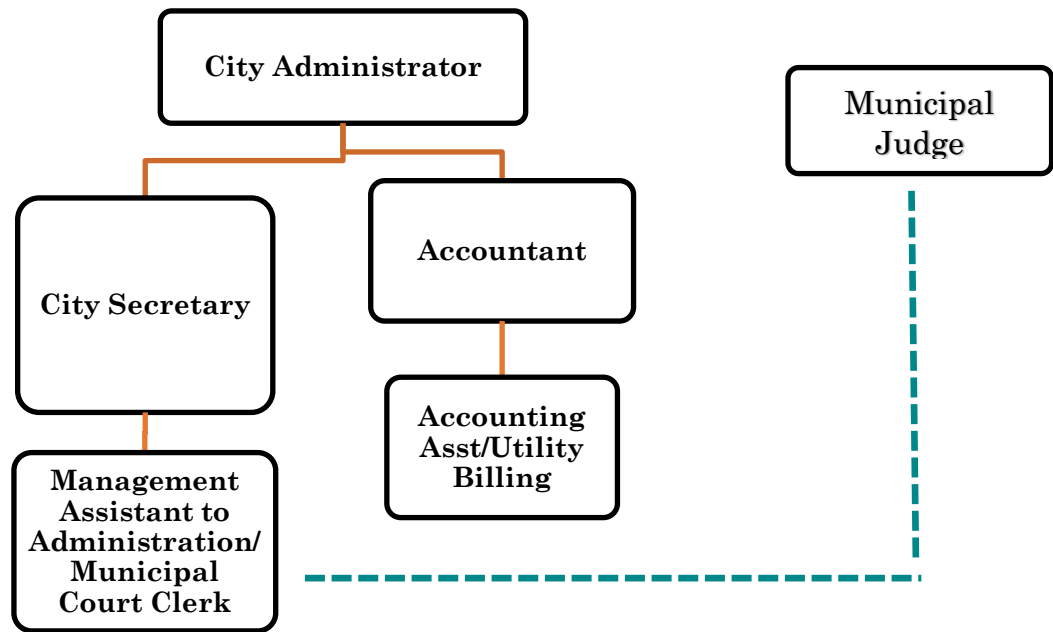 City Administrator
Municipal
Judge
City Secretary
Accountant
Accounting
Asst/Utility
Billing
Management
Assistant to
Administration/
Municipal
Court Clerk